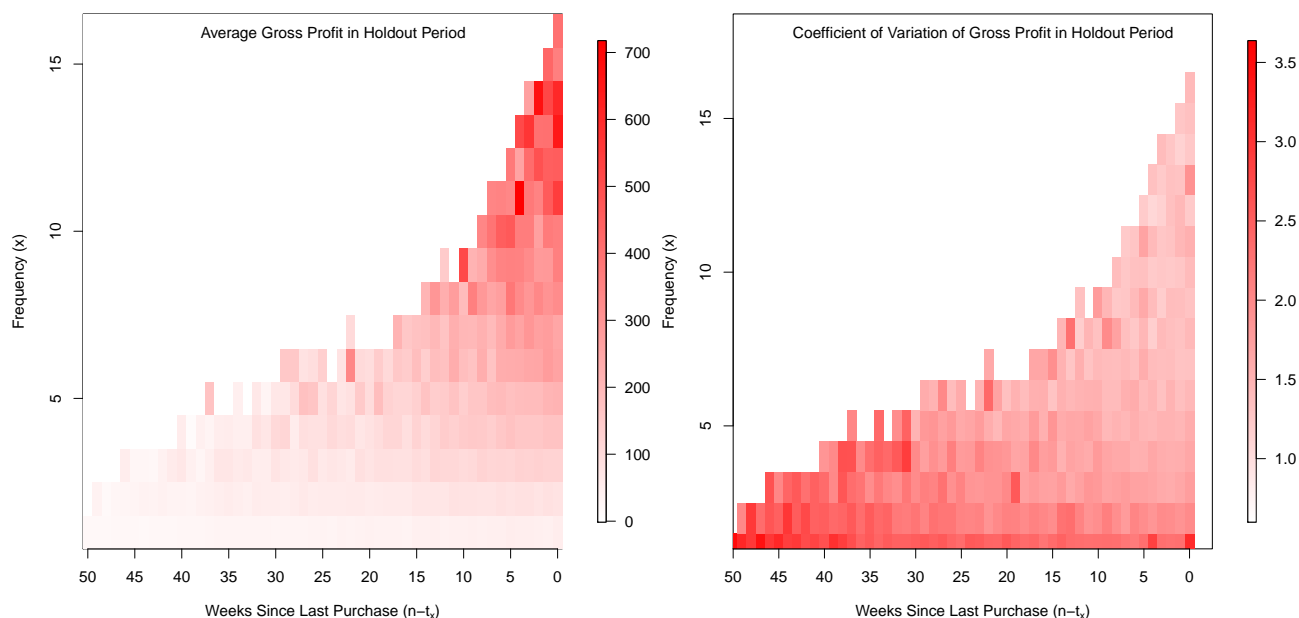 Average Gross Profit in Holdout Period
Frequency (x)
15
10
5
50 45 40 35 30 25 20 15 10 5 0
Weeks Since Last Purchase (n−tₓ)
700
600
500
400
300
200
100
0
Coefficient of Variation of Gross Profit in Holdout Period
Frequency (x)
15
10
5
50 45 40 35 30 25 20 15 10 5 0
Weeks Since Last Purchase (n−tₓ)
3.5
3.0
2.5
2.0
1.5
1.0